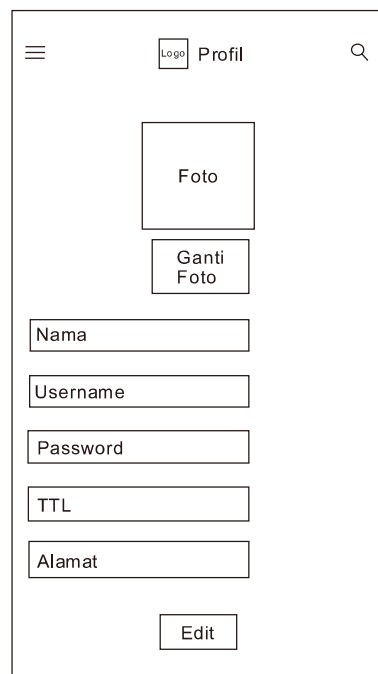 Logo Profil
Foto
Ganti
Foto
Nama
Username
Password
TTL
Alamat
Edit